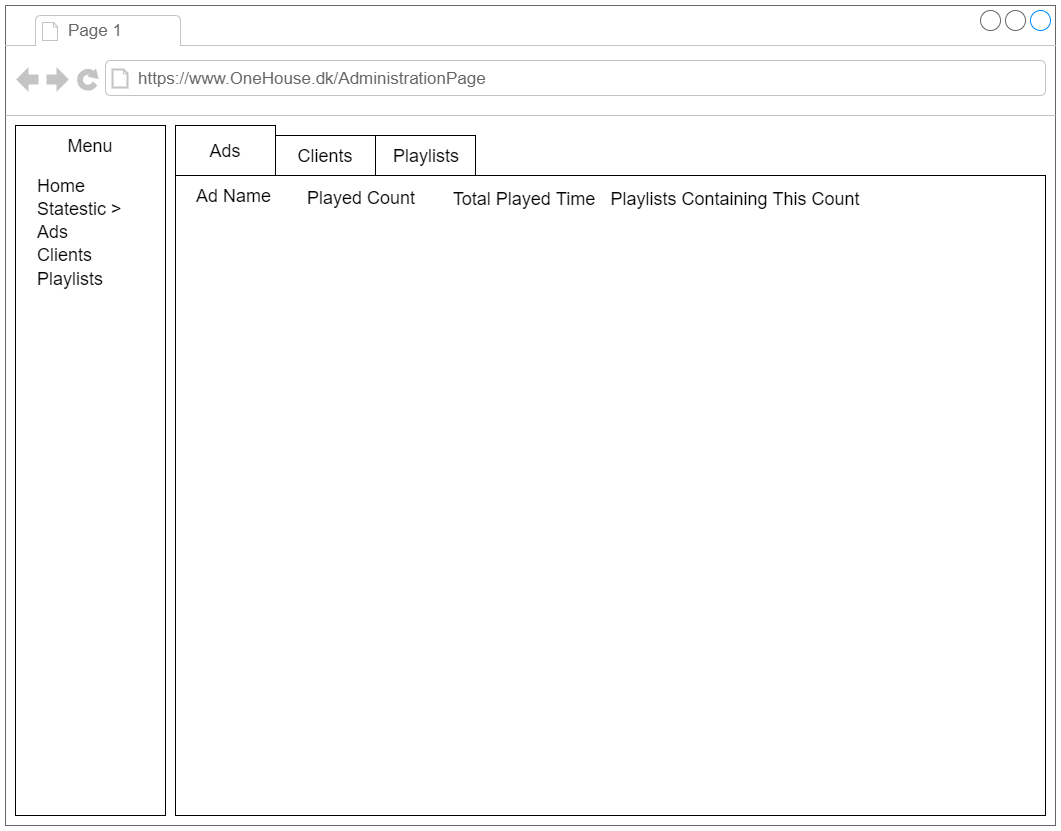 Page 1
https://www.OneHouse.dk/AdministrationPage
Menu
Home
Statestic >
Ads
Clients
Playlists
Ads
Clients
Playlists
Ad Name
Played Count
Total Played Time
Playlists Containing This Count